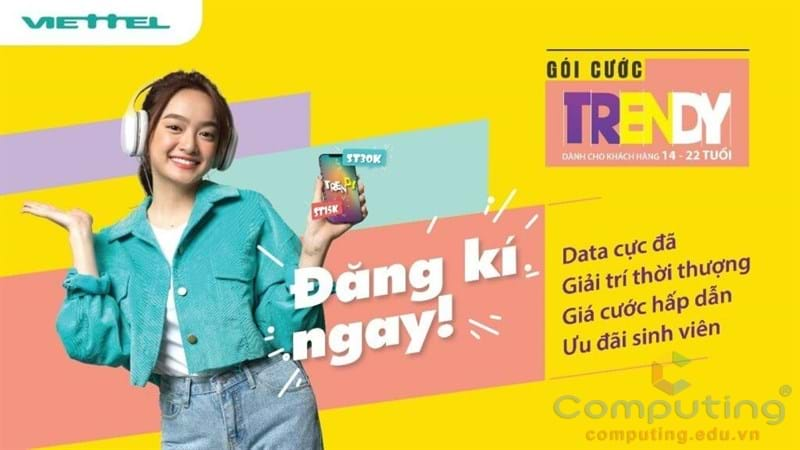 VIETTEL
GÓI CƯỚC
TRENDY
DÀNH CHO KHÁCH HÀNG 14 - 22 TUỔI
ST30K
TRENDY
ST15K
Đăng kí
ngay!
Data cực đã
Giải trí thời thượng
Giá cước hấp dẫn
Ưu đãi sinh viên
Computing®
computing.edu.vn